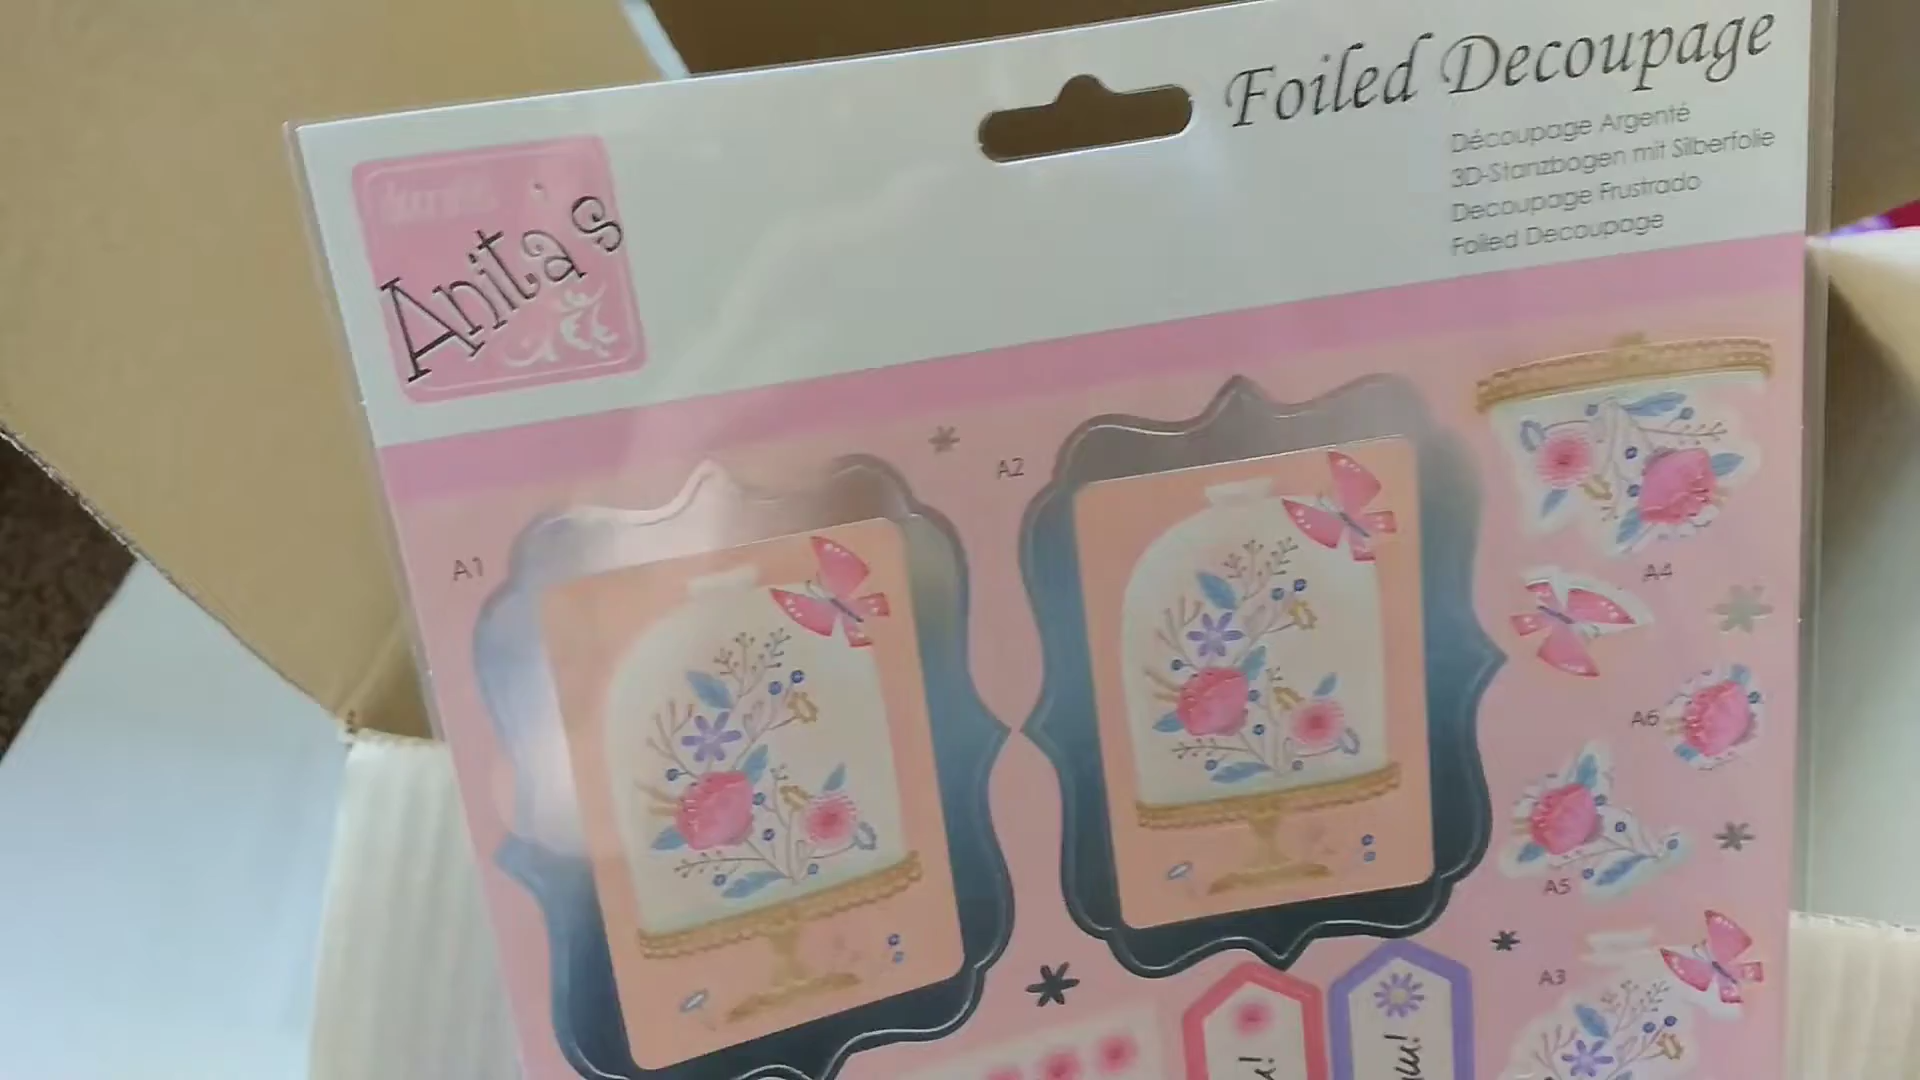 Foiled Decoupage
Découpage Argenté
3D-Stanzbogen mit Silberfolie
Decoupage Frustrado
Foiled Decoupage
Anita's
A1
A2
A4
A6
A5
A3